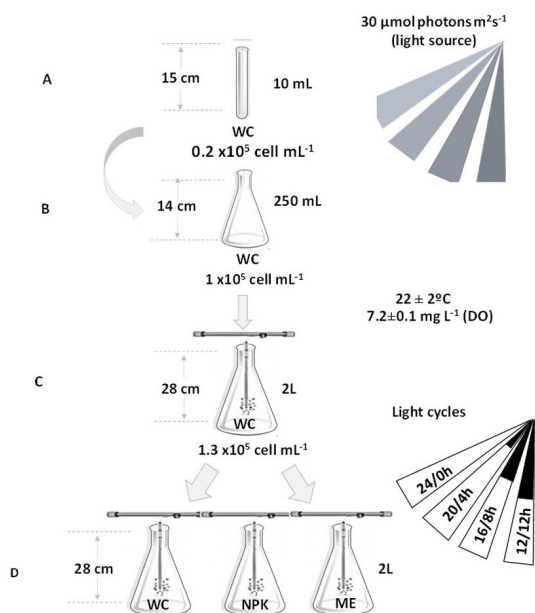 30 µmol photons m²s⁻¹
(light source)
A
15 cm
10 mL
WC
0.2 x10⁵ cell mL⁻¹
B
14 cm
250 mL
WC
1 x10⁵ cell mL⁻¹
22 ± 2ºC
7.2±0.1 mg L⁻¹ (DO)
C
28 cm
2L
WC
1.3 x10⁵ cell mL⁻¹
Light cycles
24/0h
20/4h
16/8h
12/12h
D
28 cm
2L
WC
NPK
ME